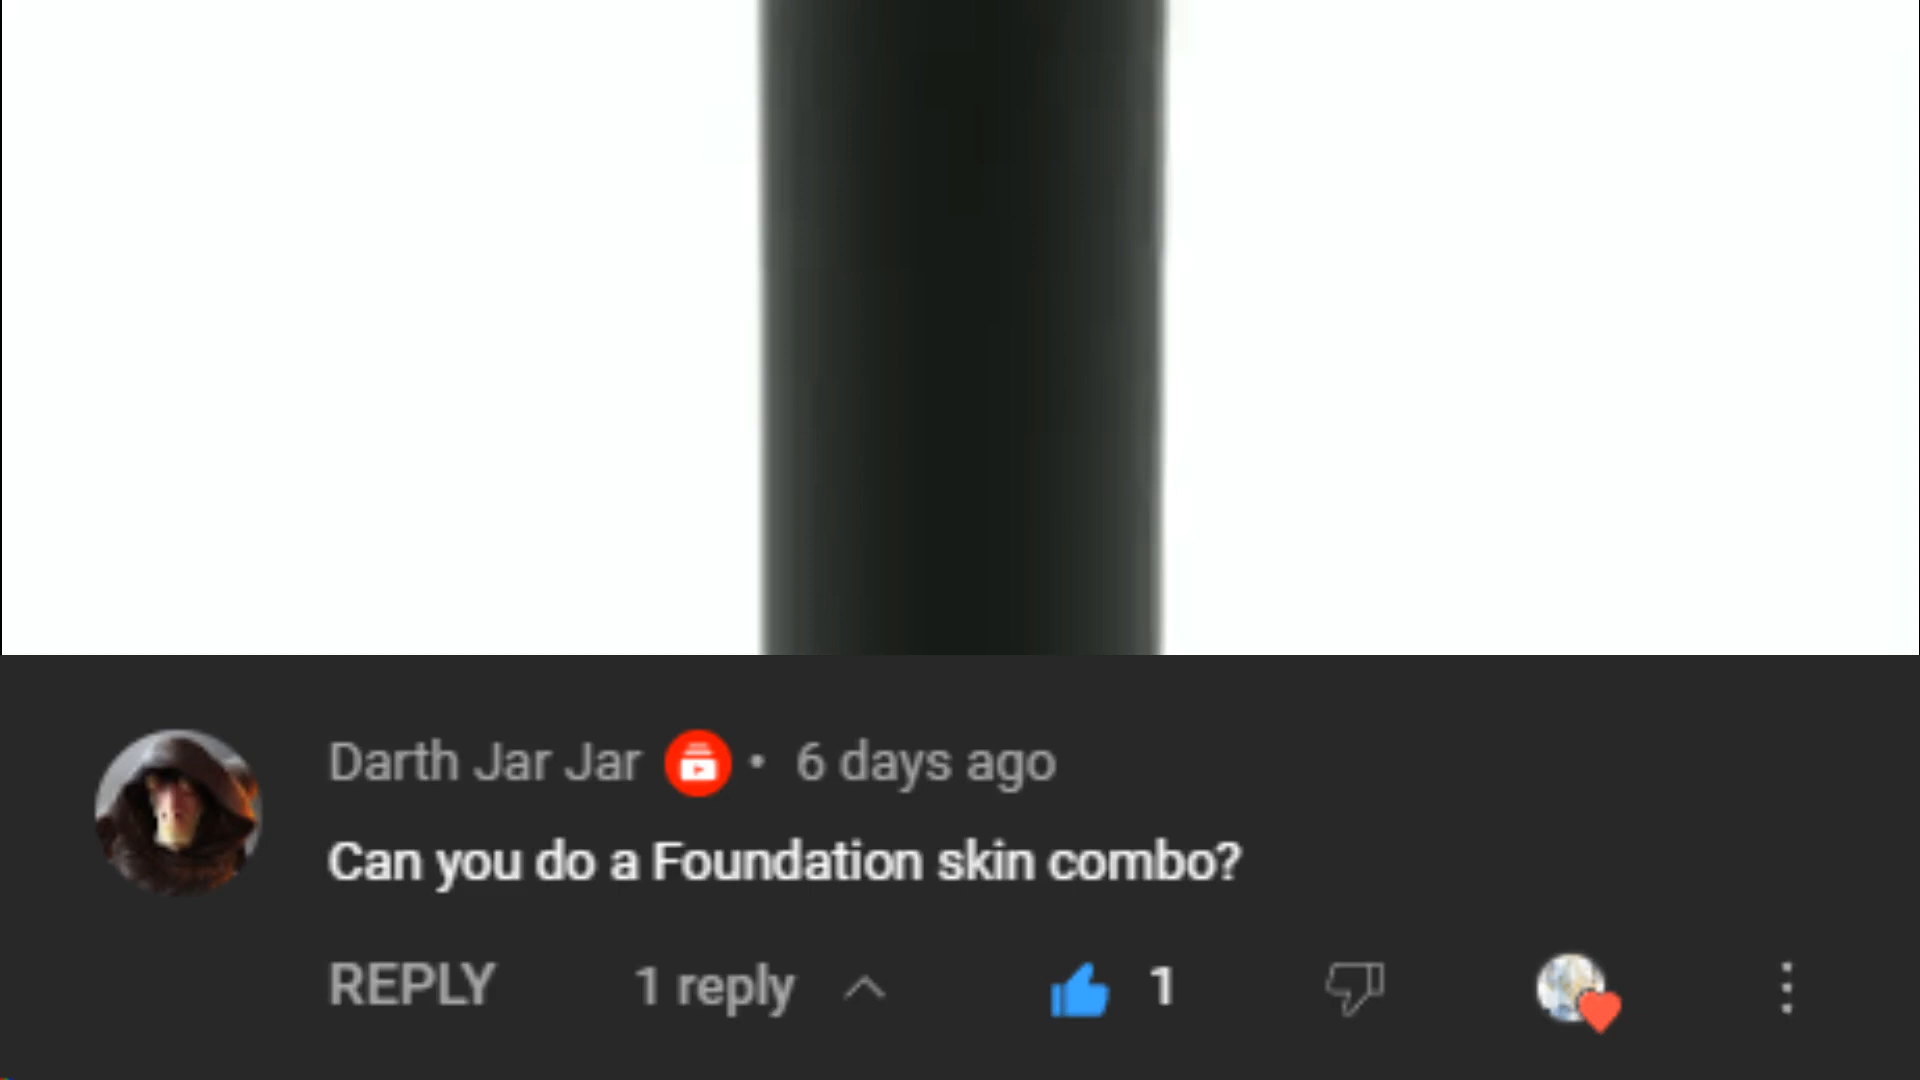 Darth Jar Jar • 6 days ago
Can you do a Foundation skin combo?
REPLY 1 reply 1